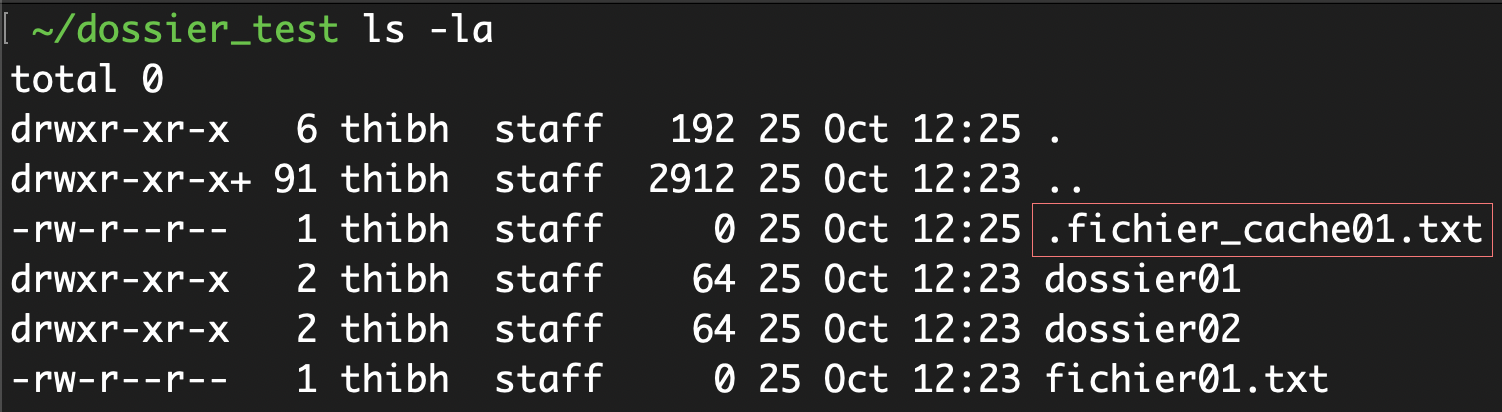 [ ~/dossier_test ls -la
total 0
drwxr-xr-x   6 thibh  staff   192 25 Oct 12:25 .
drwxr-xr-x+ 91 thibh  staff  2912 25 Oct 12:23 ..
-rw-r--r--   1 thibh  staff     0 25 Oct 12:25 .fichier_cache01.txt
drwxr-xr-x   2 thibh  staff    64 25 Oct 12:23 dossier01
drwxr-xr-x   2 thibh  staff    64 25 Oct 12:23 dossier02
-rw-r--r--   1 thibh  staff     0 25 Oct 12:23 fichier01.txt